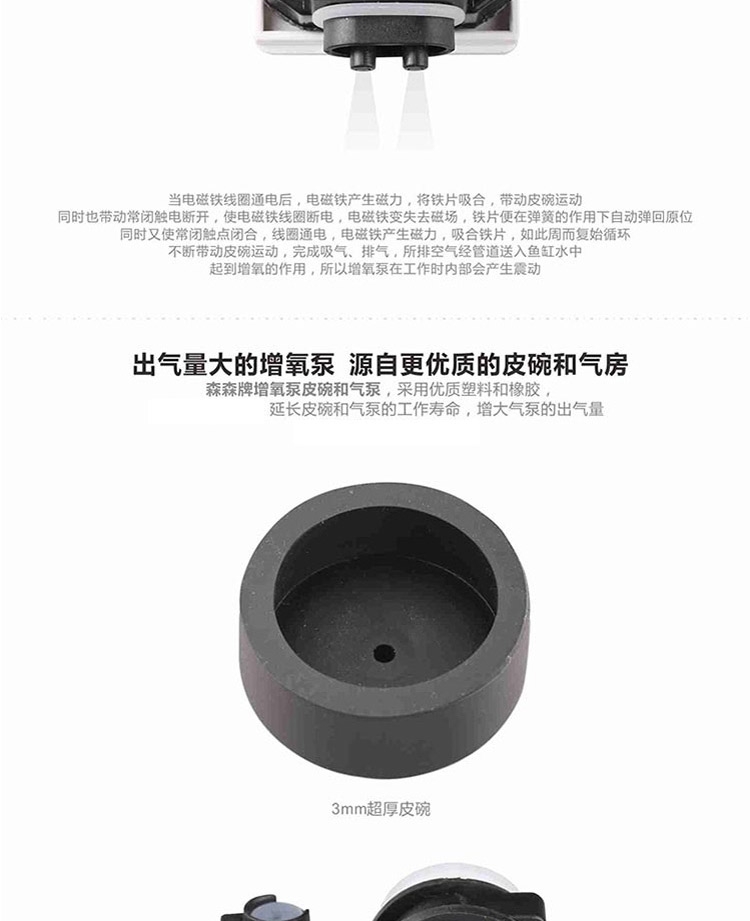 当电磁铁线圈通电后，电磁铁产生磁力，将铁片吸合，带动皮碗运动
同时也带动常闭触电断开，使电磁铁线圈断电，电磁铁变失去磁场，铁片便在弹簧的作用下自动弹回原位
同时又使常闭触点闭合，线圈通电，电磁铁产生磁力，吸合铁片，如此周而复始循环
不断带动皮碗运动，完成吸气、排气，所排空气经管道送入鱼缸水中
起到增氧的作用，所以增氧泵在工作时内部会产生震动
出气量大的增氧泵 源自更优质的皮碗和气房
森森牌增氧泵皮碗和气泵，采用优质塑料和橡胶，
延长皮碗和气泵的工作寿命，增大气泵的出气量
3mm超厚皮碗